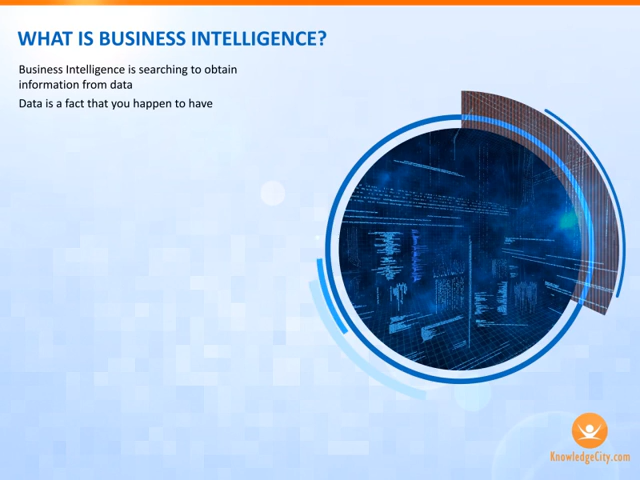 WHAT IS BUSINESS INTELLIGENCE?
Business Intelligence is searching to obtain
information from data
Data is a fact that you happen to have
KnowledgeCity.com